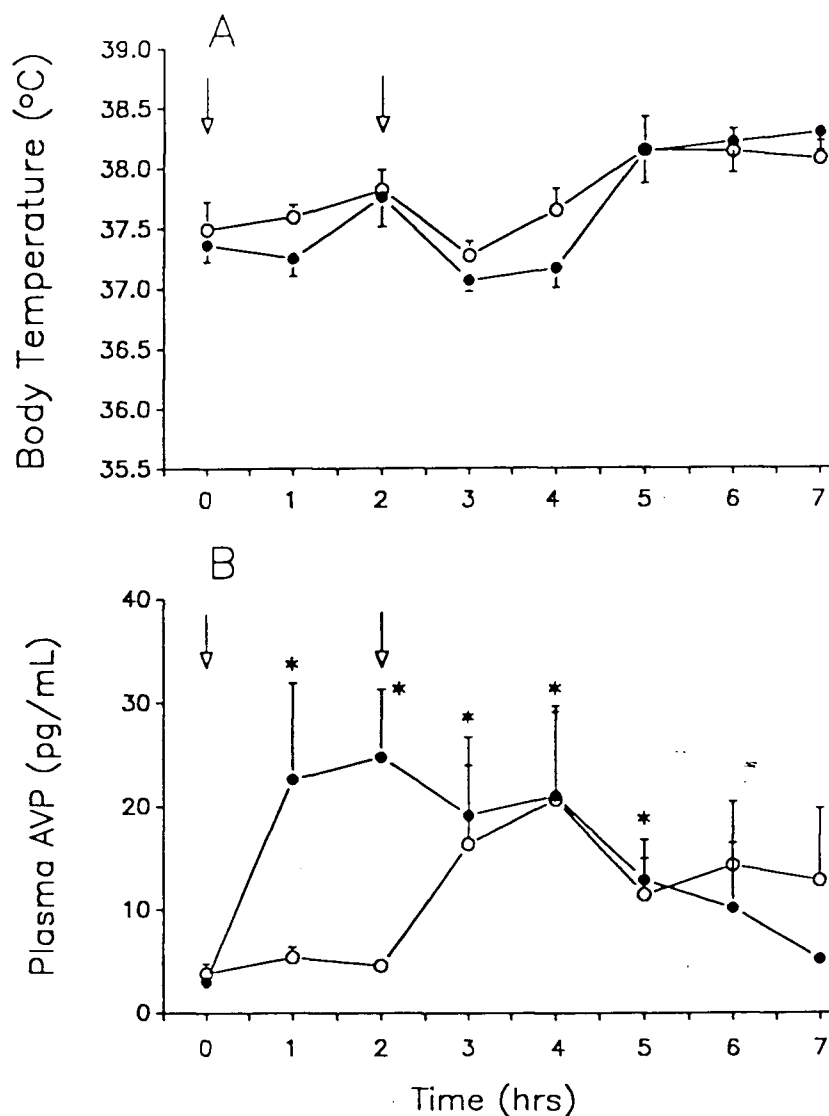 A
Body Temperature (°C)
39.0
38.5
38.0
37.5
37.0
36.5
36.0
35.5
0 1 2 3 4 5 6 7
B
Plasma AVP (pg/mL)
40
30
20
10
0
* * * * *
0 1 2 3 4 5 6 7
Time (hrs)